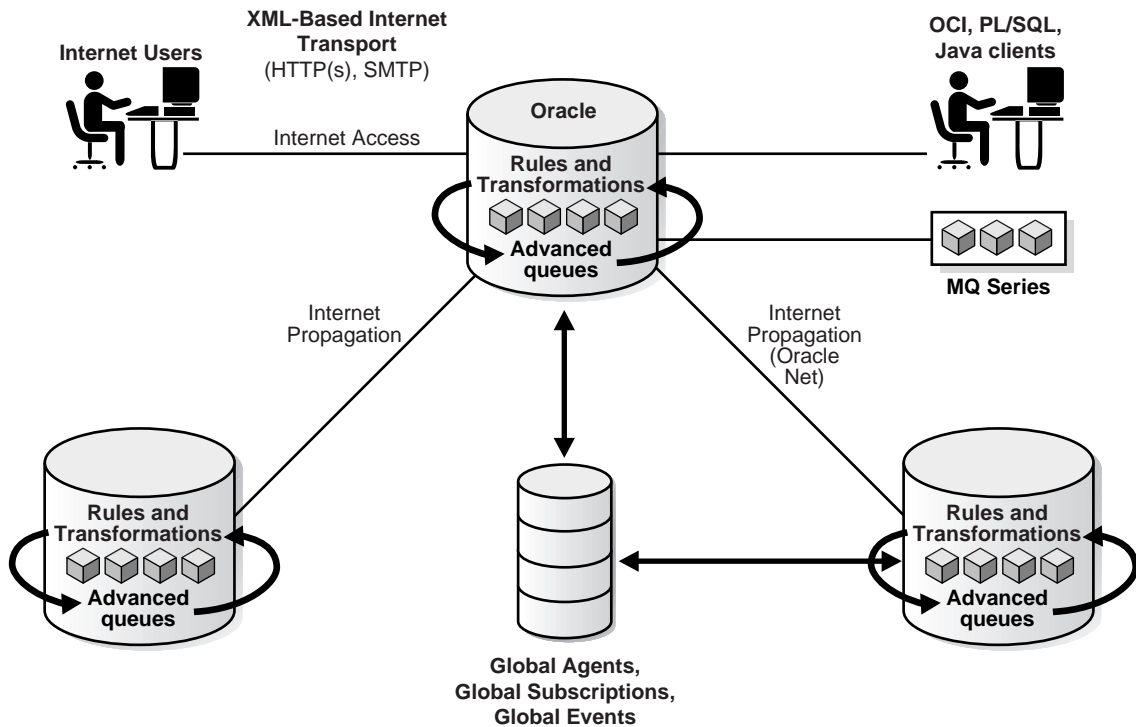 XML-Based Internet
Transport
(HTTP(s), SMTP)
Internet Users
OCI, PL/SQL,
Java clients
Oracle
Internet Access
Rules and
Transformations
Advanced
queues
MQ Series
Internet
Propagation
Internet
Propagation
(Oracle
Net)
Rules and
Transformations
Advanced
queues
Rules and
Transformations
Advanced
queues
Global Agents,
Global Subscriptions,
Global Events